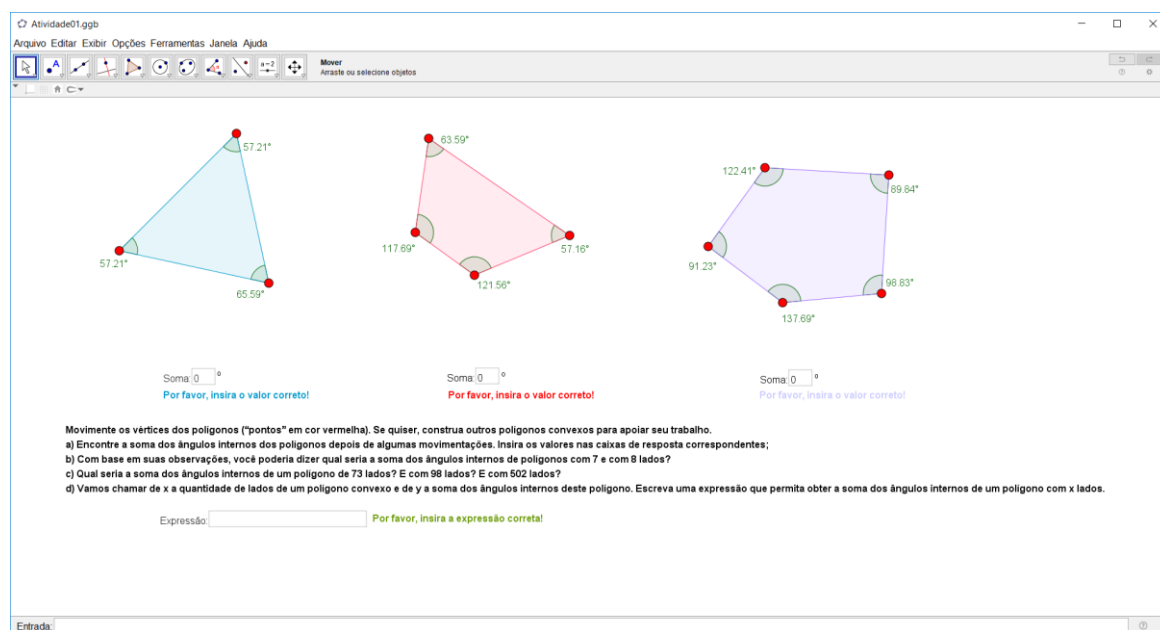 Atividade01.ggb
Arquivo Editar Exibir Opções Ferramentas Janela Ajuda
A
a=2
Mover
Arraste ou selecione objetos
57.21°
57.21°
65.59°
63.59°
117.69°
57.16°
121.56°
122.41°
89.84°
91.23°
98.83°
137.69°
Soma: 0 °
Por favor, insira o valor correto!
Soma: 0 °
Por favor, insira o valor correto!
Soma: 0 °
Por favor, insira o valor correto!
Movimente os vértices dos polígonos ("pontos" em cor vermelha). Se quiser, construa outros polígonos convexos para apoiar seu trabalho.
a) Encontre a soma dos ângulos internos dos polígonos depois de algumas movimentações. Insira os valores nas caixas de resposta correspondentes;
b) Com base em suas observações, você poderia dizer qual seria a soma dos ângulos internos de polígonos com 7 e com 8 lados?
c) Qual seria a soma dos ângulos internos de um polígono de 73 lados? E com 98 lados? E com 502 lados?
d) Vamos chamar de x a quantidade de lados de um polígono convexo e de y a soma dos ângulos internos deste polígono. Escreva uma expressão que permita obter a soma dos ângulos internos de um polígono com x lados.
Expressão: Por favor, insira a expressão correta!
Entrada: